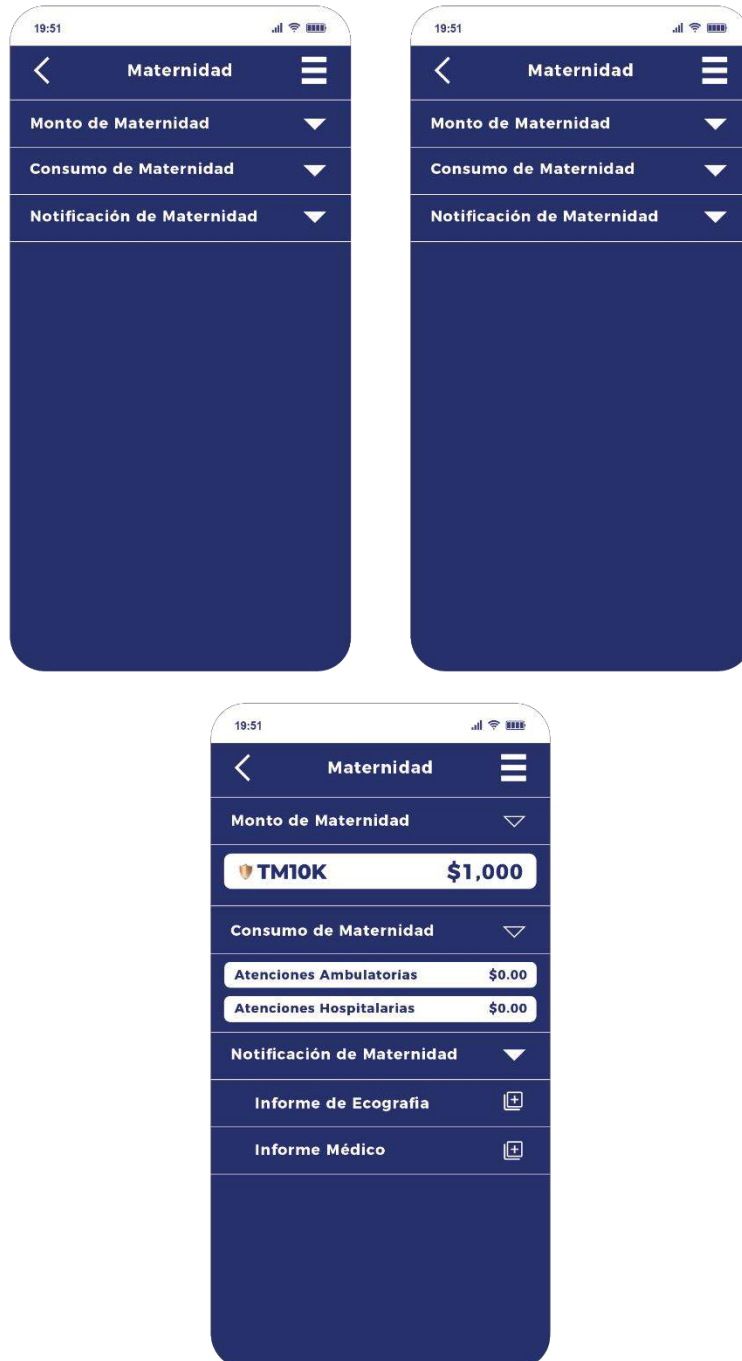 19:51
Maternidad
Monto de Maternidad
Consumo de Maternidad
Notificación de Maternidad
19:51
Maternidad
Monto de Maternidad
Consumo de Maternidad
Notificación de Maternidad
19:51
Maternidad
Monto de Maternidad
TM10K $1,000
Consumo de Maternidad
Atenciones Ambulatorias $0.00
Atenciones Hospitalarias $0.00
Notificación de Maternidad
Informe de Ecografia
Informe Médico